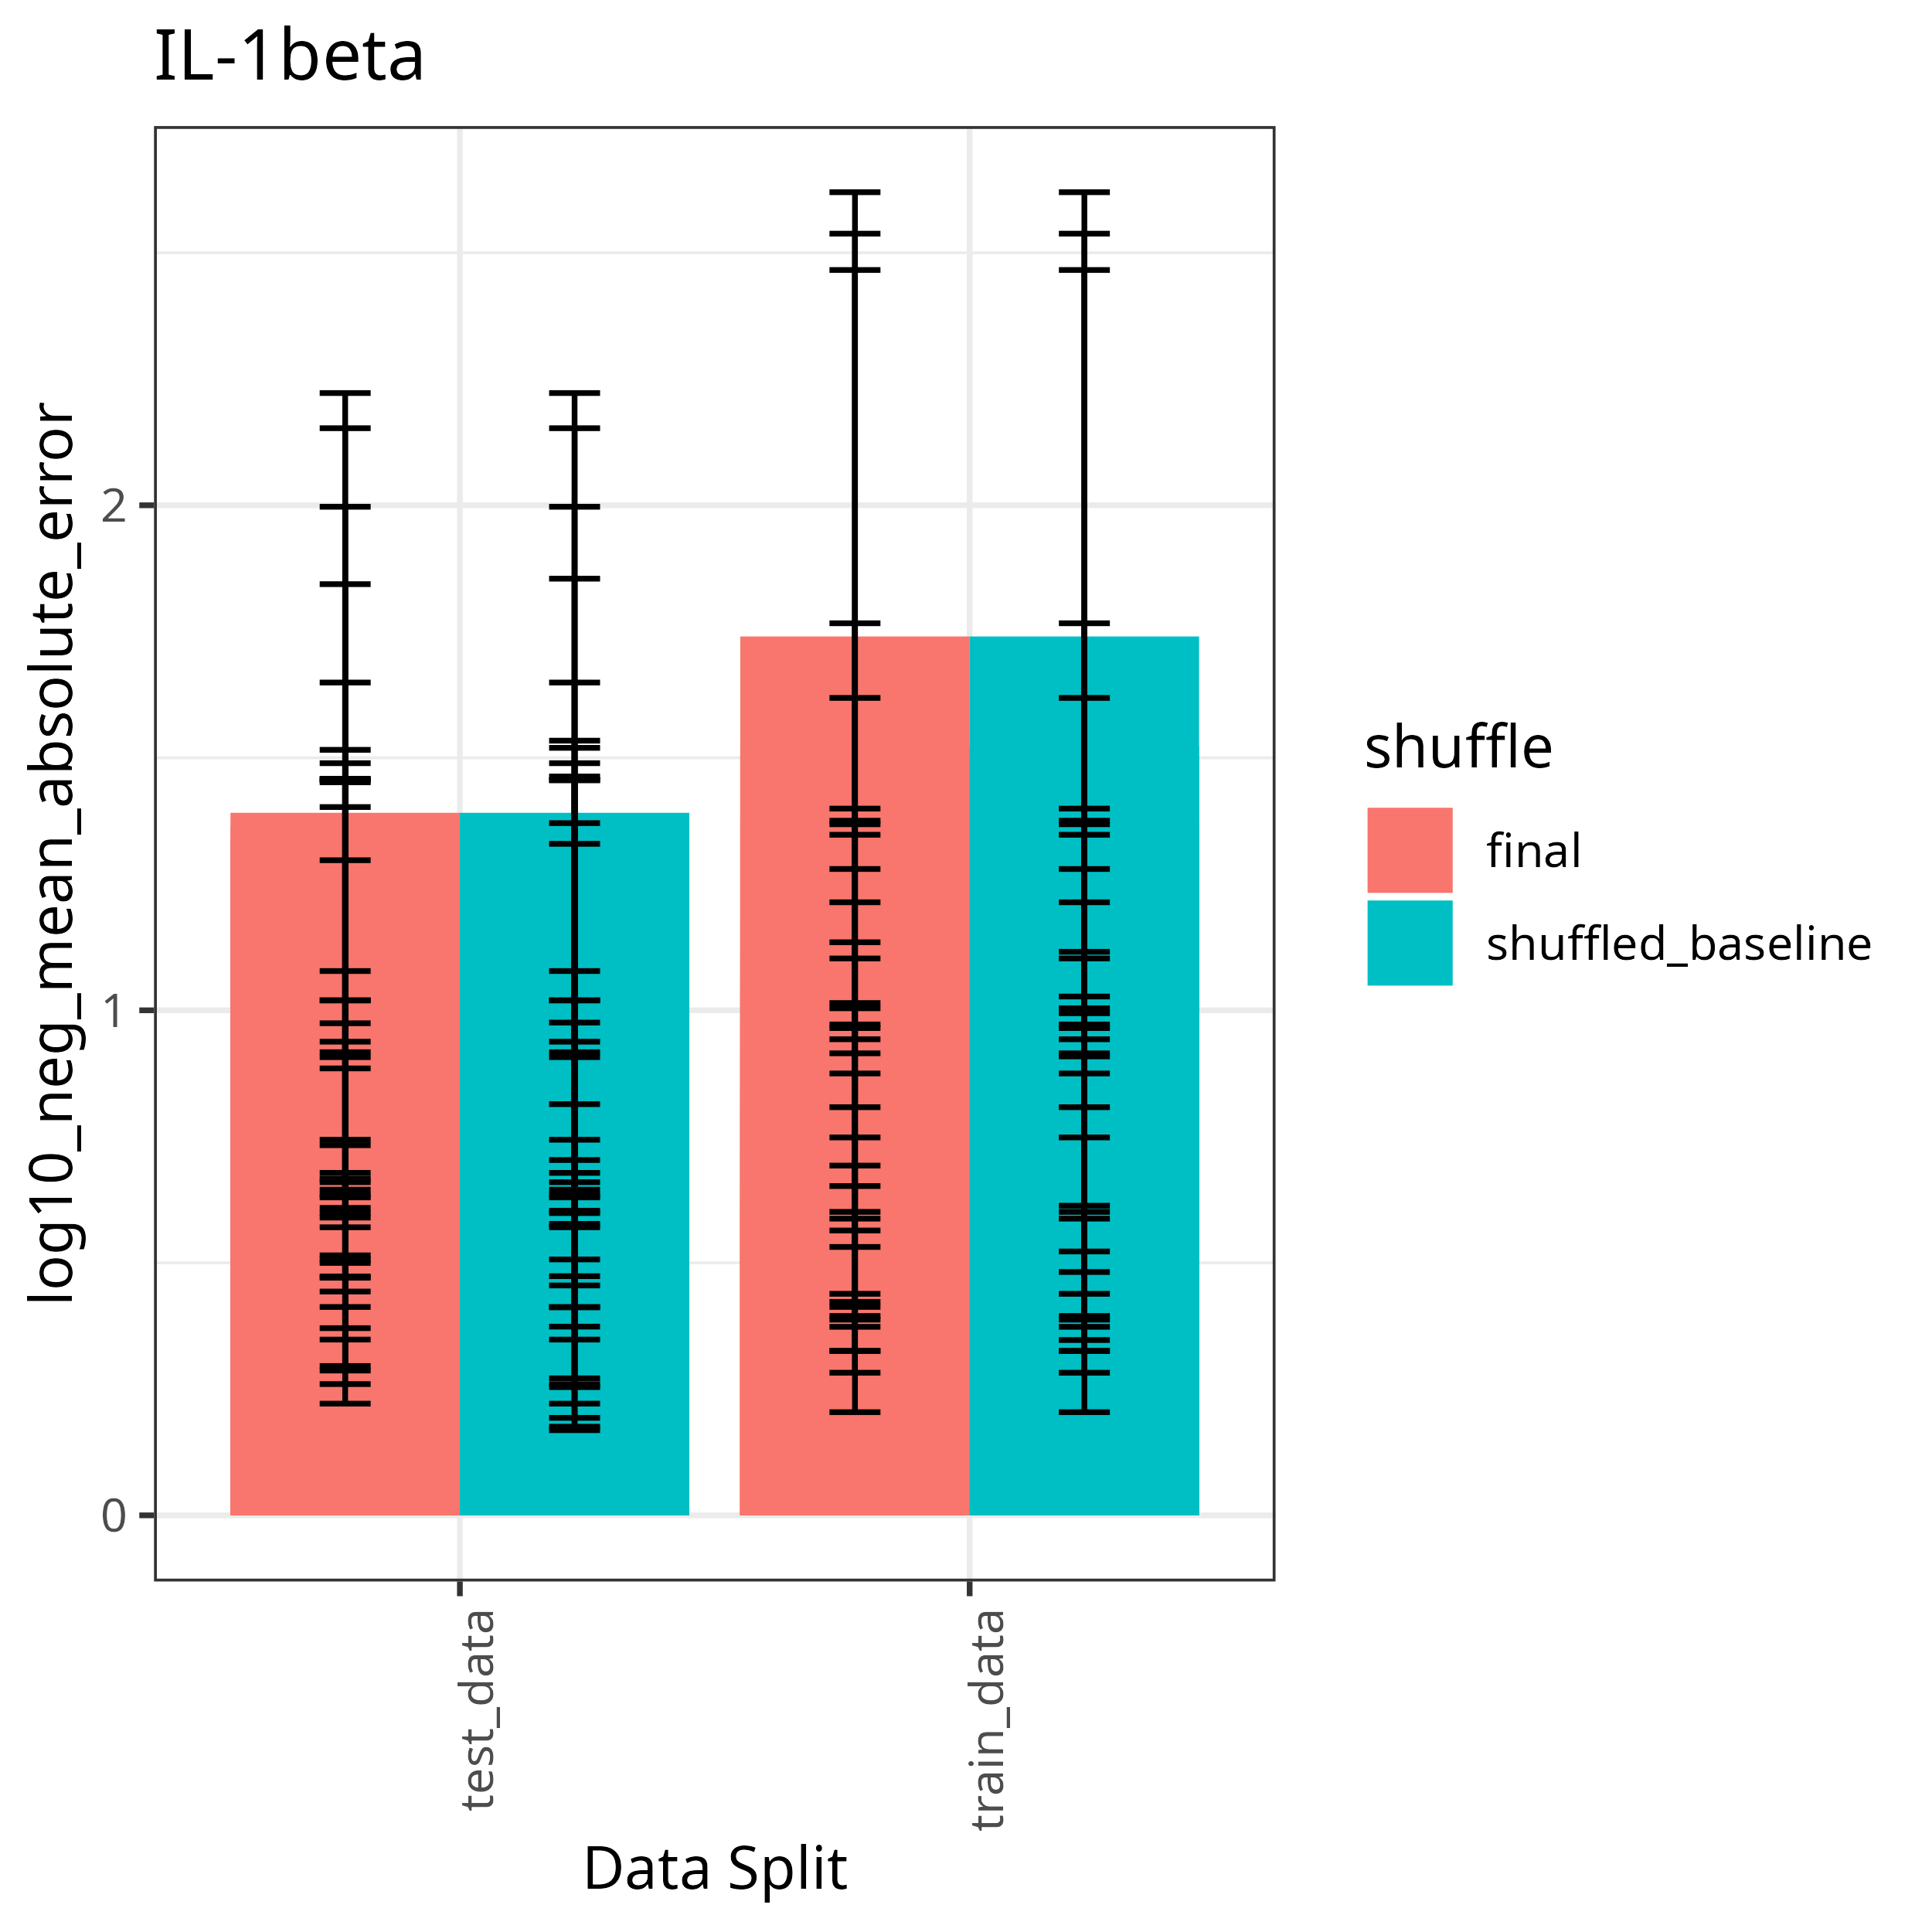 IL-1beta
log10_neg_mean_absolute_error
2
1
0
test_data
train_data
Data Split
shuffle
final
shuffled_baseline